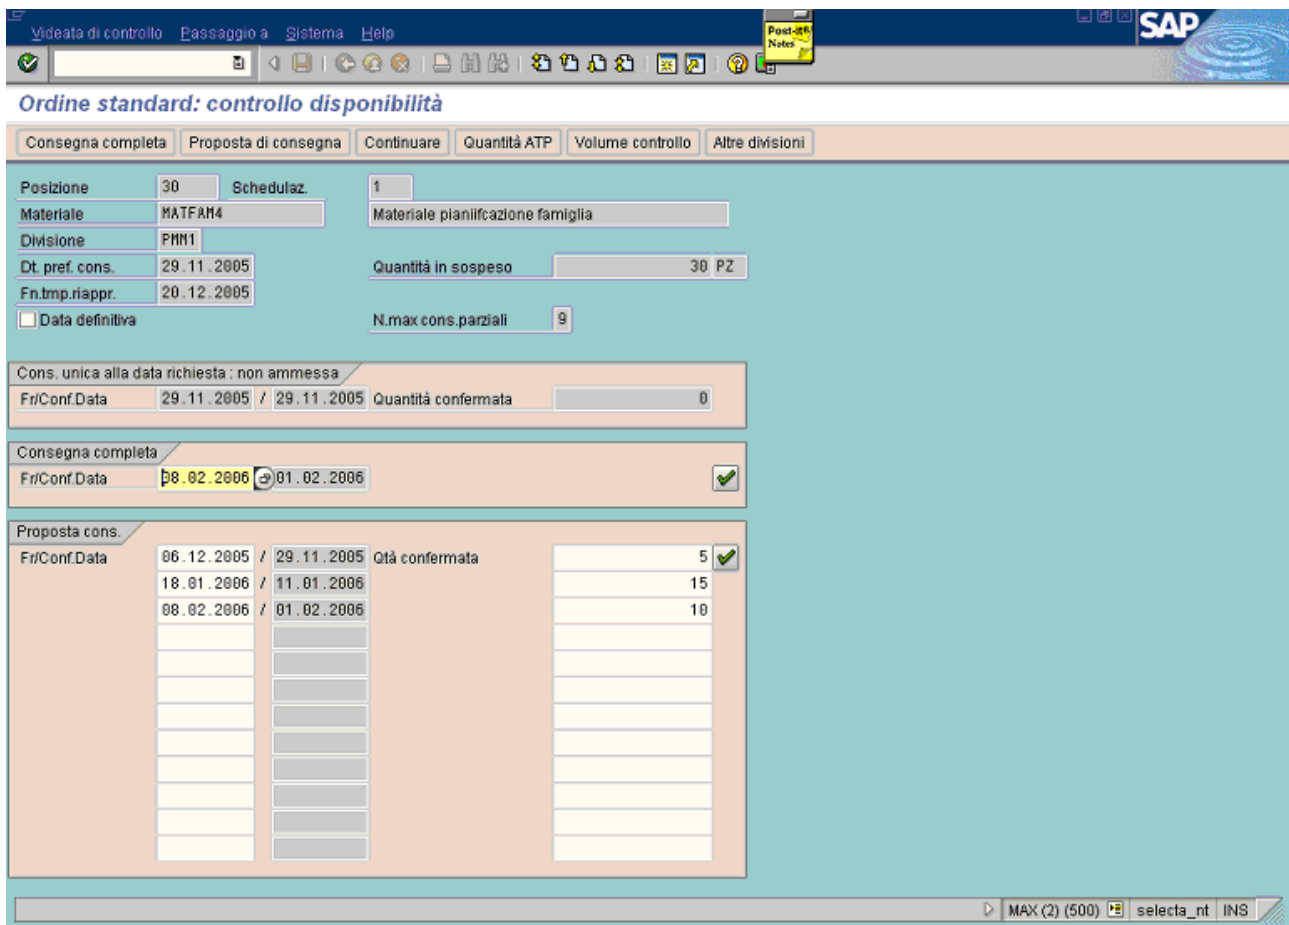 Videata di controllo Passaggio a Sistema Help
Post-it®
Notes
SAP
Ordine standard: controllo disponibilità
Consegna completa Proposta di consegna Continuare Quantità ATP Volume controllo Altre divisioni
Posizione 30 Schedulaz. 1
Materiale MATFAM4 Materiale pianiifcazione famiglia
Divisione PMM1
Dt. pref. cons. 29.11.2005 Quantità in sospeso 30 PZ
Fn.tmp.riappr. 20.12.2005
Data definitiva N.max cons.parziali 9
Cons. unica alla data richiesta : non ammessa
Fr/Conf.Data 29.11.2005 / 29.11.2005 Quantità confermata 0
Consegna completa
Fr/Conf.Data 08.02.2006 01.02.2006
Proposta cons.
Fr/Conf.Data 06.12.2005 / 29.11.2005 Qtà confermata 5
18.01.2006 / 11.01.2006 15
08.02.2006 / 01.02.2006 10
MAX (2) (500) selecta_nt INS